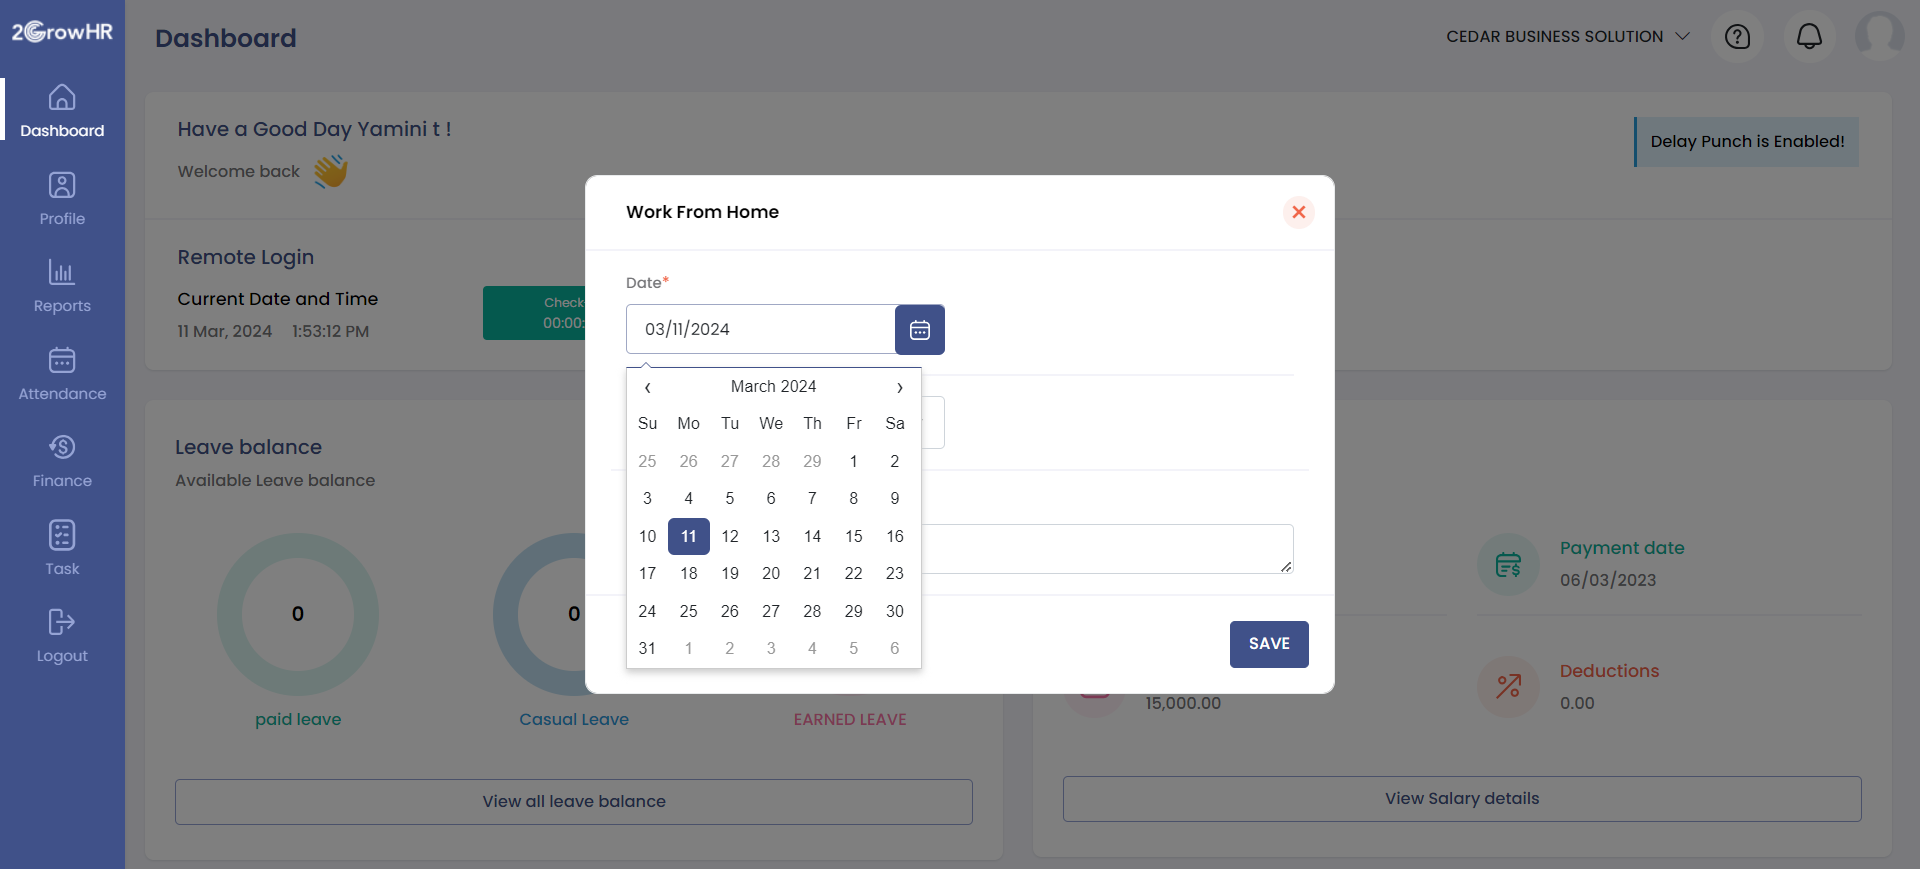 2GrowHR
Dashboard
Profile
Reports
Attendance
Finance
Task
Logout
Dashboard
CEDAR BUSINESS SOLUTION
Have a Good Day Yamini t !
Welcome back
Delay Punch is Enabled!
Remote Login
Current Date and Time
11 Mar, 2024 1:53:12 PM
Check
00:00:
Work From Home
Date*
03/11/2024
‹ March 2024 ›
Su Mo Tu We Th Fr Sa
25 26 27 28 29 1 2
3 4 5 6 7 8 9
10 11 12 13 14 15 16
17 18 19 20 21 22 23
24 25 26 27 28 29 30
31 1 2 3 4 5 6
SAVE
Leave balance
Available Leave balance
0
paid leave
0
Casual Leave
EARNED LEAVE
View all leave balance
Payment date
06/03/2023
15,000.00
Deductions
0.00
View Salary details